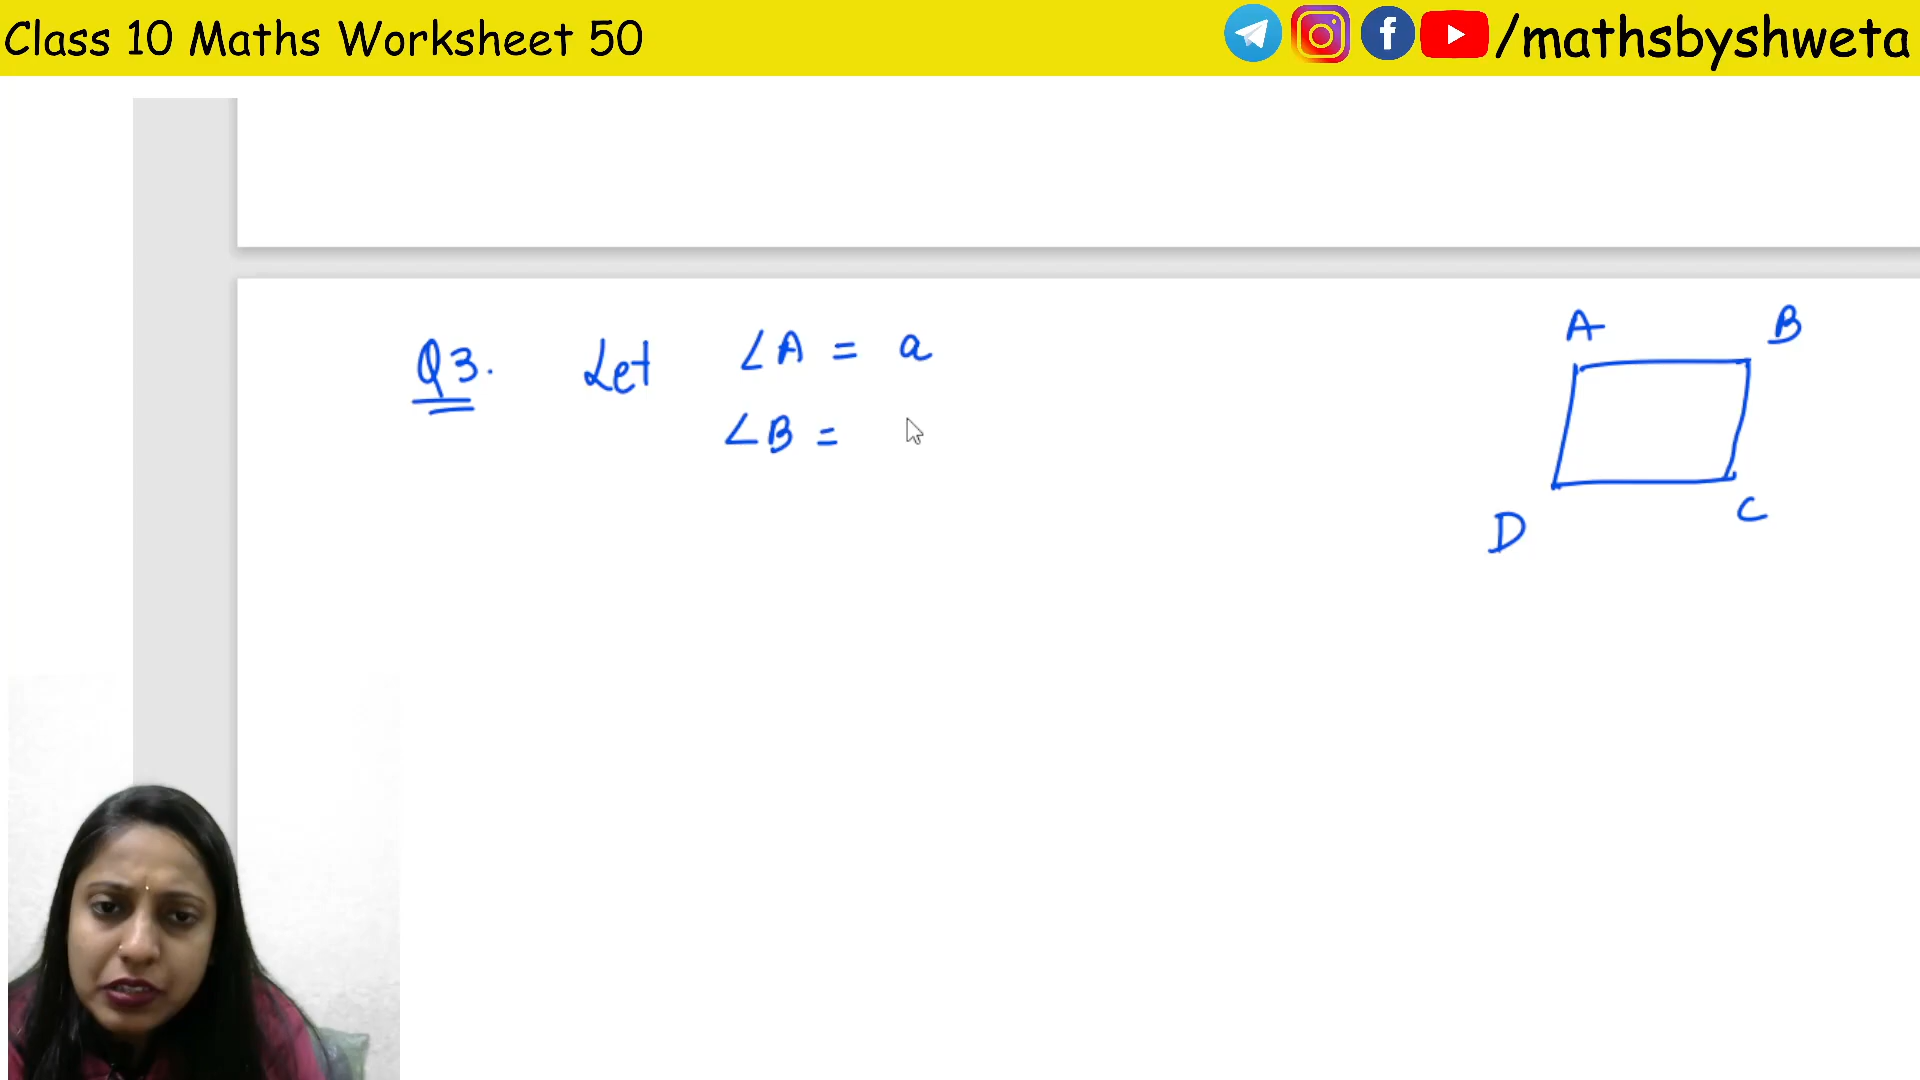 Class 10 Maths Worksheet 50
/mathsbyshweta
Q3. Let ∠A = a
∠B =
A B
D C